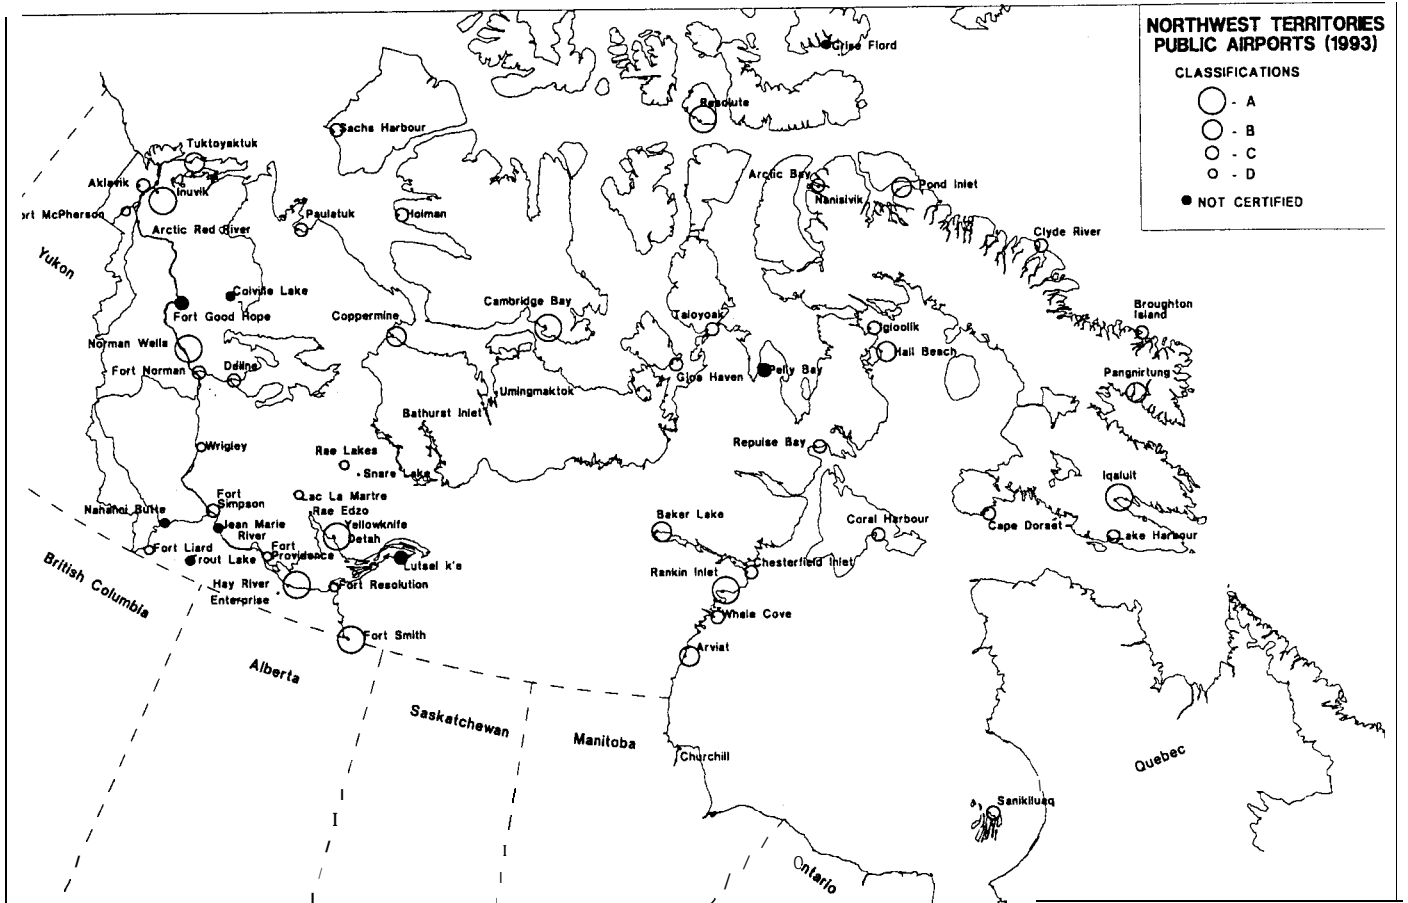 NORTHWEST TERRITORIES
PUBLIC AIRPORTS (1993)
CLASSIFICATIONS
- A
- B
- C
- D
NOT CERTIFIED
Grise Fiord
Resolute
Sachs Harbour
Tuktoyaktuk
Aklavik
Inuvik
ort McPherson
Arctic Red River
Paulatuk
Holman
Arctic Bay
Nanisivik
Pond Inlet
Clyde River
Yukon
Colville Lake
Fort Good Hope
Coppermine
Cambridge Bay
Taloyoak
Igloolik
Broughton
Island
Norman Wells
Hall Beach
Fort Norman
Deline
Gjoa Haven
Pelly Bay
Pangnirtung
Umingmaktok
Bathurst Inlet
Wrigley
Rae Lakes
Snare Lake
Repulse Bay
Iqaluit
Lac La Martre
Rae Edzo
Fort
Simpson
Nahanni Butte
Jean Marie
River
Yellowknife
Detah
Baker Lake
Coral Harbour
Cape Dorset
Lake Harbour
Fort Liard
Trout Lake
Fort
Providence
Lutsel k'e
Chesterfield Inlet
Rankin Inlet
Hay River
Enterprise
Fort Resolution
Whale Cove
Fort Smith
Arviat
British Columbia
Alberta
Saskatchewan
Manitoba
Churchill
Quebec
Sanikiluaq
Ontario